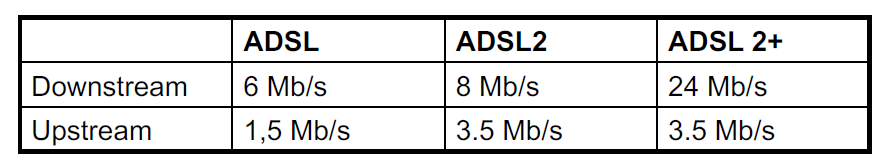 ADSL ADSL2 ADSL 2+
Downstream 6 Mb/s 8 Mb/s 24 Mb/s
Upstream 1,5 Mb/s 3.5 Mb/s 3.5 Mb/s